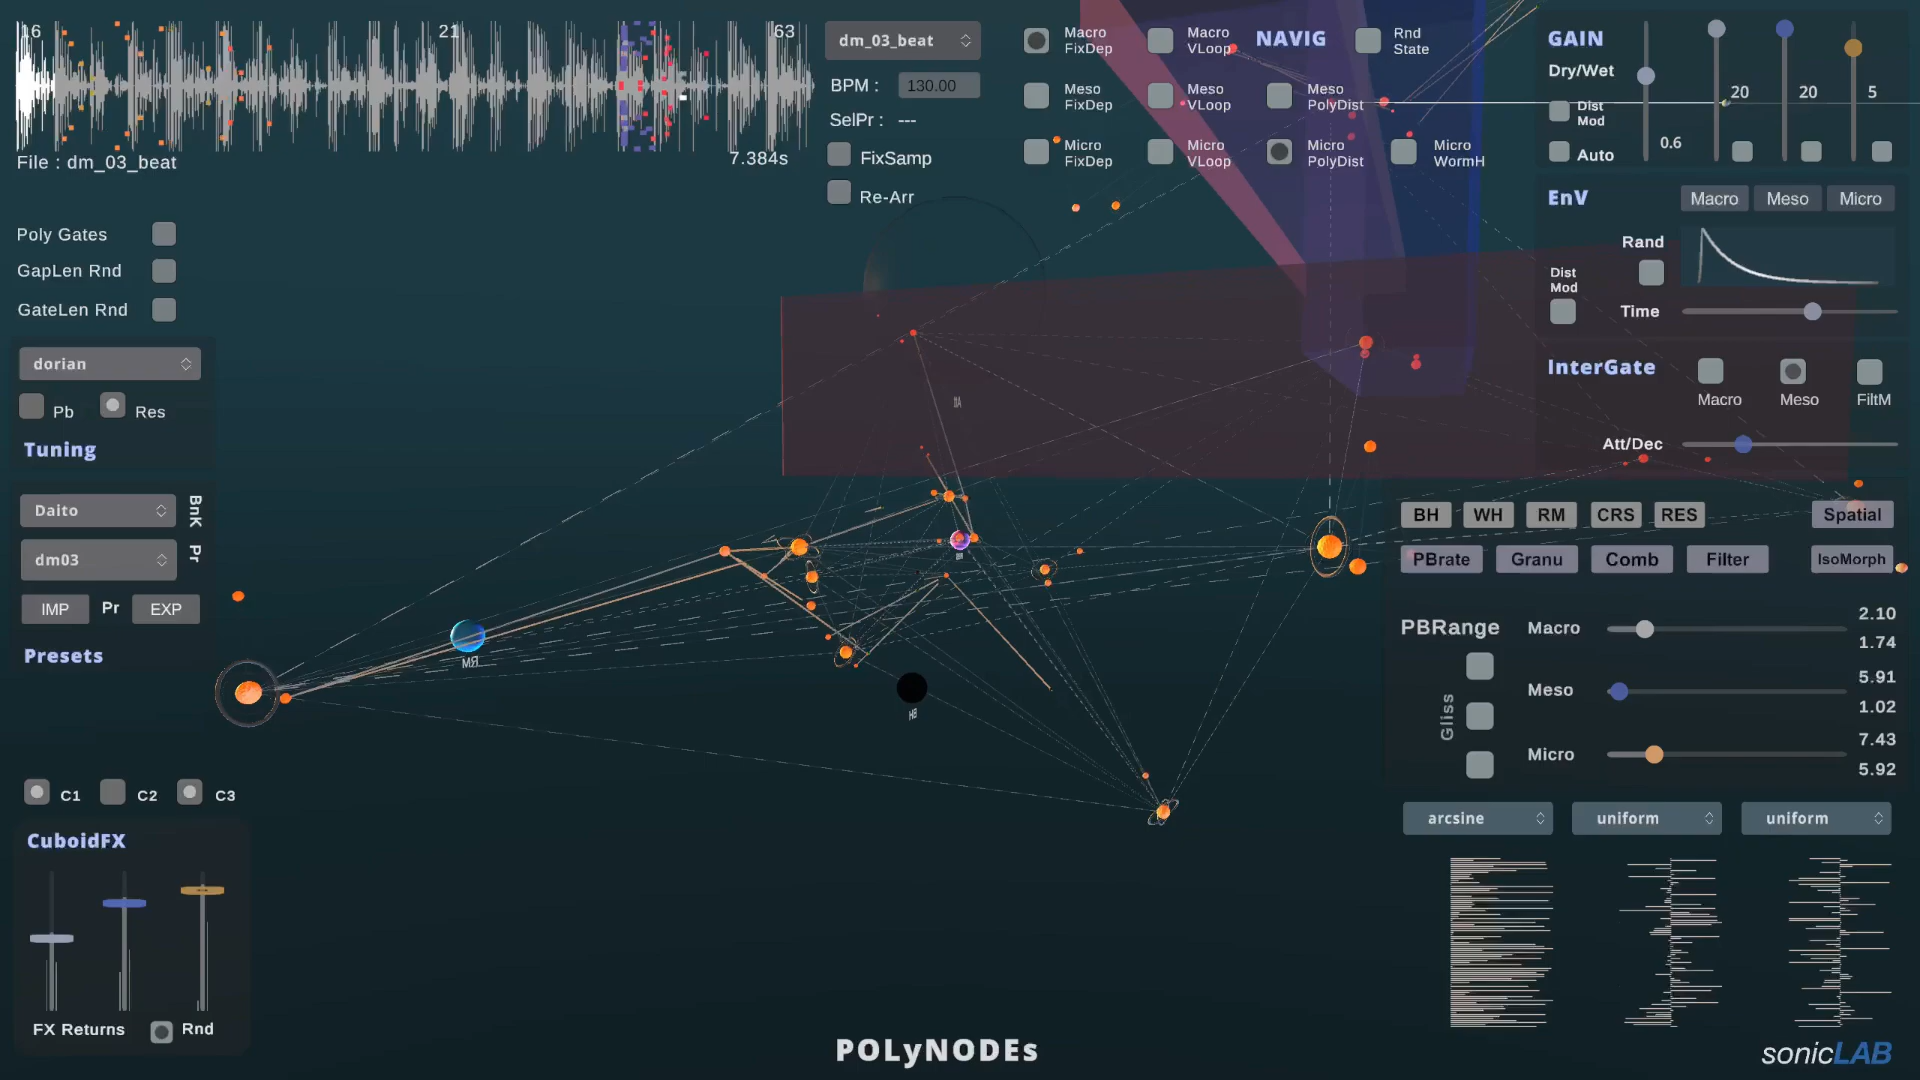 16
21
63
File : dm_03_beat
7.384s
dm_03_beat
BPM :
130.00
SelPr :
---
FixSamp
Re-Arr
Macro
FixDep
Macro
VLoop
NAVIG
Rnd
State
Meso
FixDep
Meso
VLoop
Meso
PolyDist
Micro
FixDep
Micro
VLoop
Micro
PolyDist
Micro
WormH
GAIN
Dry/Wet
20
20
5
Dist
Mod
0.6
Auto
EnV
Macro
Meso
Micro
Rand
Dist
Mod
Time
InterGate
Macro
Meso
FiltM
Att/Dec
Poly Gates
GapLen Rnd
GateLen Rnd
dorian
Pb
Res
Tuning
Daito
BnK
dm03
Pr
IMP
Pr
EXP
Presets
BH
WH
RM
CRS
RES
Spatial
PBrate
Granu
Comb
Filter
IsoMorph
PBRange
Macro
2.10
1.74
Meso
5.91
1.02
Gliss
Micro
7.43
5.92
arcsine
uniform
uniform
C1
C2
C3
CuboidFX
FX Returns
Rnd
POLyNODEs
sonicLAB